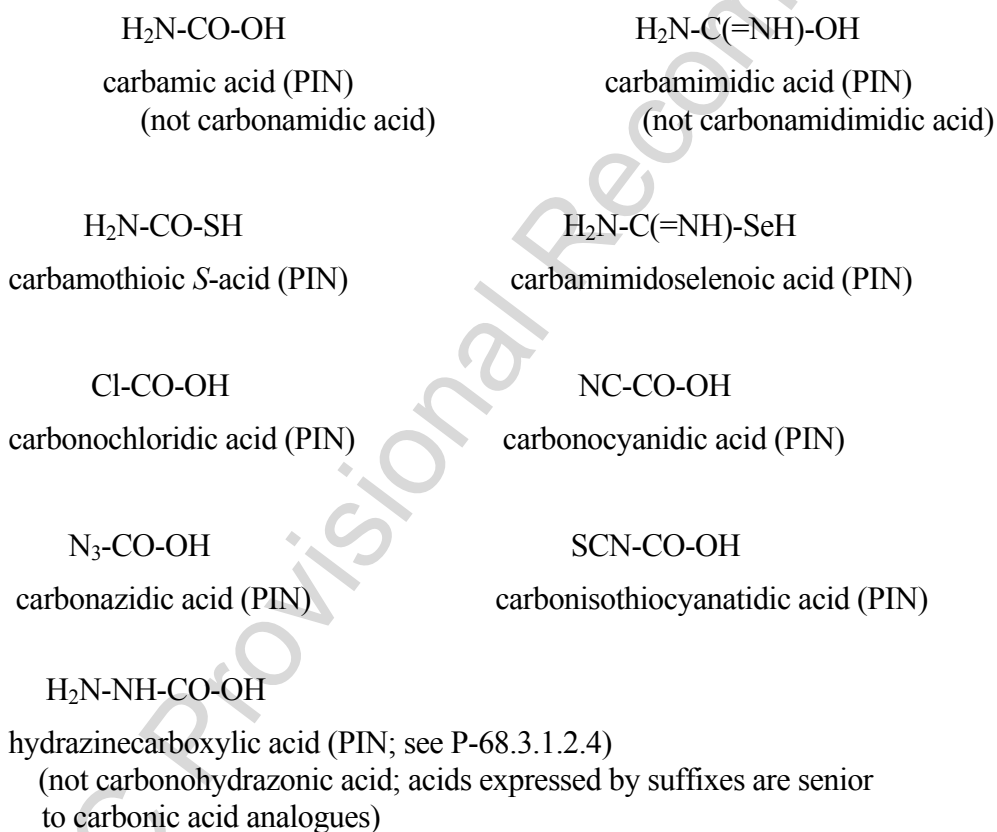 H₂N-CO-OH H₂N-C(=NH)-OH
carbamic acid (PIN) carbamimidic acid (PIN)
(not carbonamidic acid) (not carbonamidimidic acid)
H₂N-CO-SH H₂N-C(=NH)-SeH
carbamothioic S-acid (PIN) carbamimidoselenoic acid (PIN)
Cl-CO-OH NC-CO-OH
carbonochloridic acid (PIN) carbonocyanidic acid (PIN)
N₃-CO-OH SCN-CO-OH
carbonazidic acid (PIN) carbonisothiocyanatidic acid (PIN)
H₂N-NH-CO-OH
hydrazinecarboxylic acid (PIN; see P-68.3.1.2.4)
(not carbonohydrazonic acid; acids expressed by suffixes are senior
to carbonic acid analogues)
Provisional